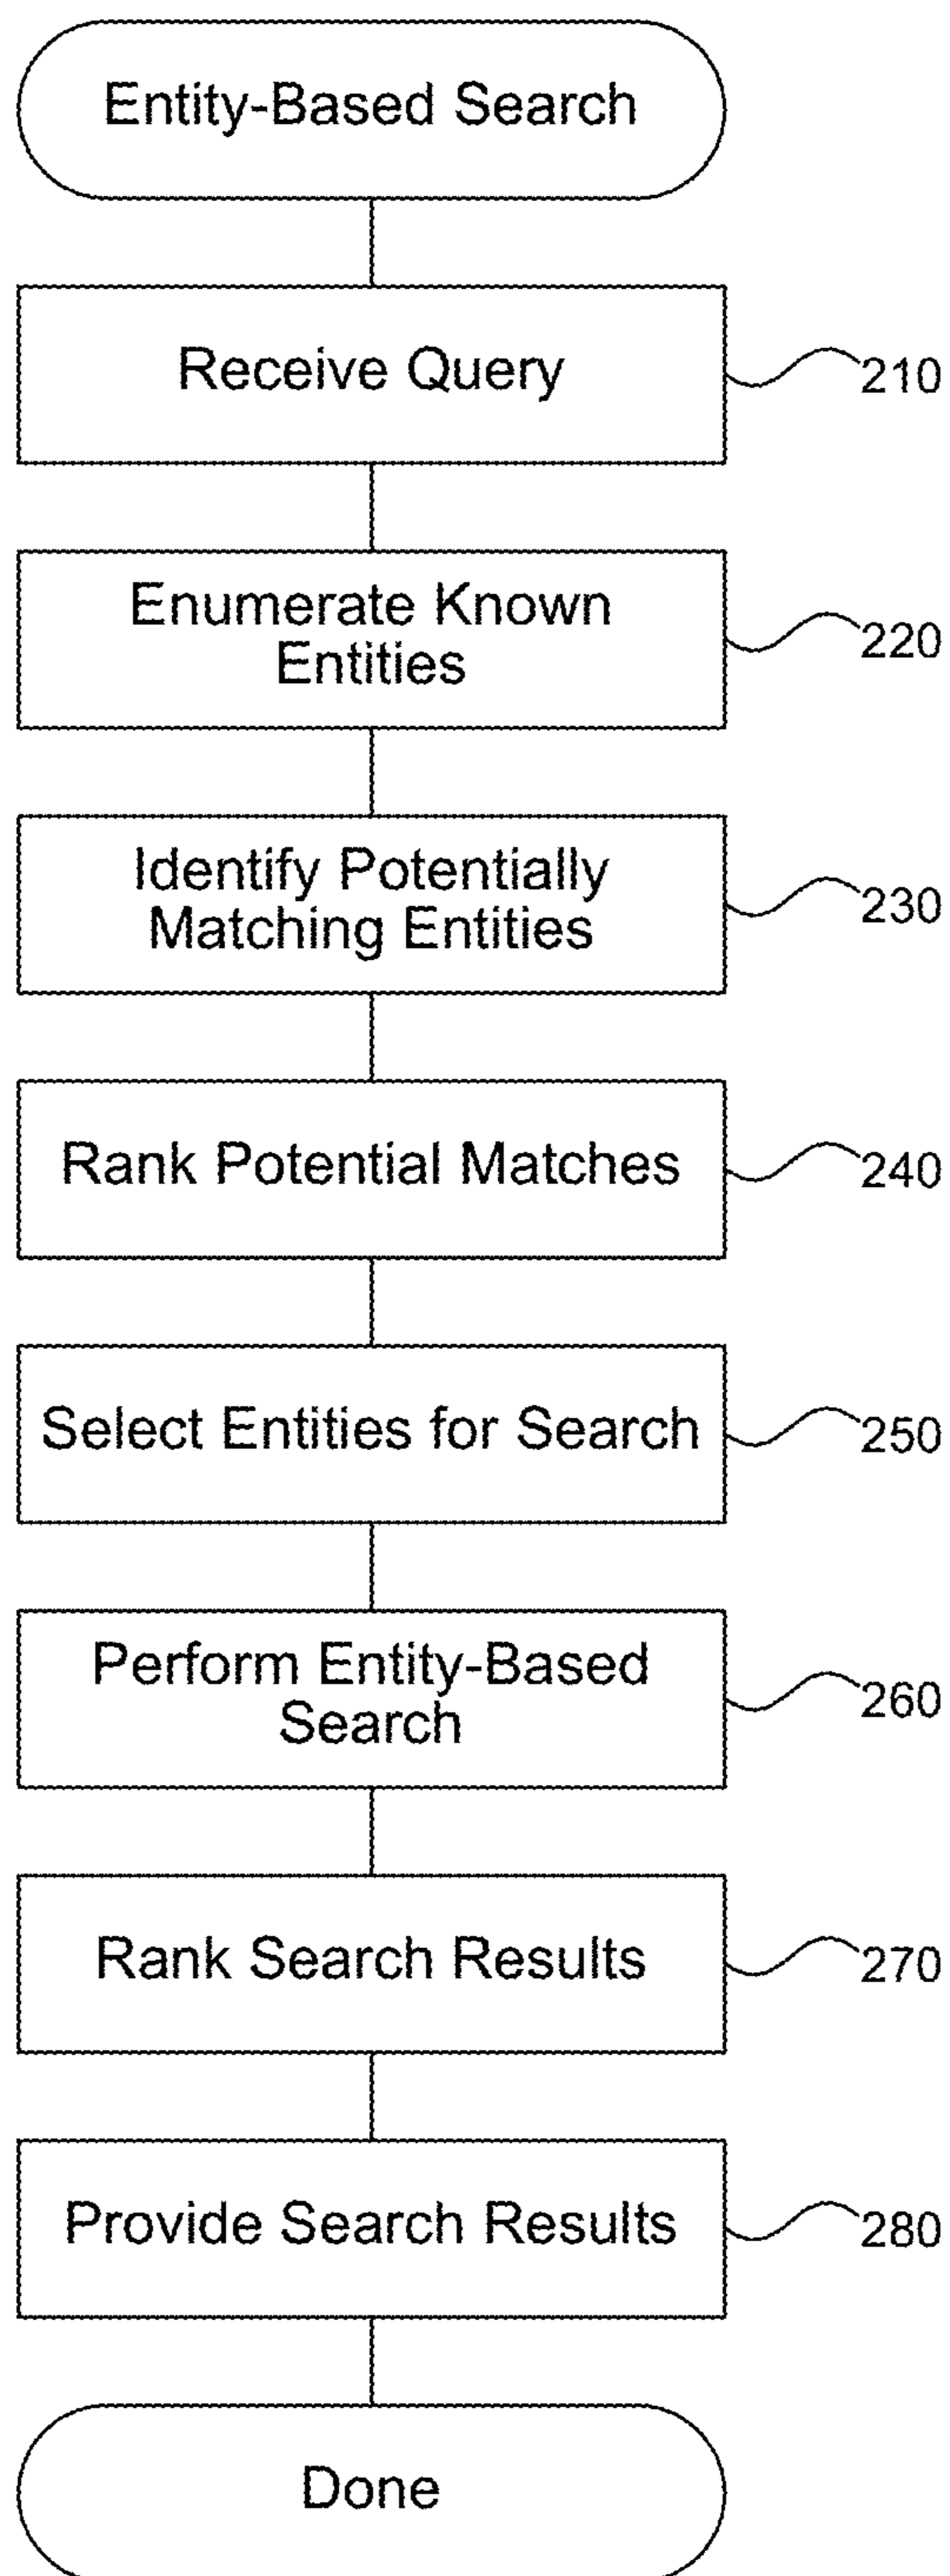 Entity-Based Search
Receive Query
210
Enumerate Known
Entities
220
Identify Potentially
Matching Entities
230
Rank Potential Matches
240
Select Entities for Search
250
Perform Entity-Based
Search
260
Rank Search Results
270
Provide Search Results
280
Done